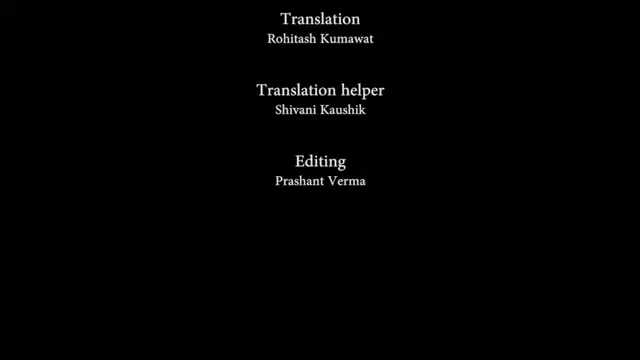 Translation
Rohitash Kumawat
Translation helper
Shivani Kaushik
Editing
Prashant Verma